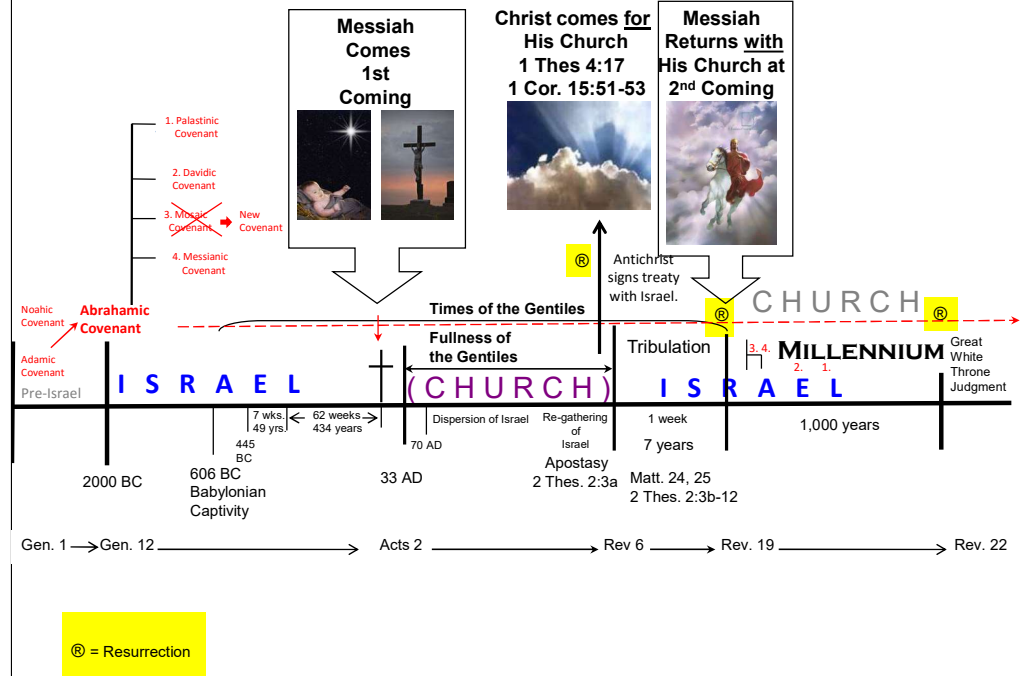 Messiah
Comes
1st
Coming
Christ comes for
His Church
1 Thes 4:17
1 Cor. 15:51-53
Messiah
Returns with
His Church at
2nd Coming
1. Palastinic
Covenant
2. Davidic
Covenant
3. Mosaic
Covenant
New
Covenant
4. Messianic
Covenant
Noahic
Covenant
Abrahamic
Covenant
Adamic
Covenant
Pre-Israel
®
Antichrist
signs treaty
with Israel.
®
CHURCH
®
Times of the Gentiles
Fullness of
the Gentiles
Tribulation
3. 4.
MILLENNIUM
2. 1.
Great
White
Throne
Judgment
ISRAEL
(CHURCH)
ISRAEL
7 wks.
49 yrs.
62 weeks
434 years
445
BC
70 AD
Dispersion of Israel
Re-gathering
of
Israel
1 week
7 years
1,000 years
2000 BC
606 BC
Babylonian
Captivity
33 AD
Apostasy
2 Thes. 2:3a
Matt. 24, 25
2 Thes. 2:3b-12
Gen. 1 Gen. 12 Acts 2 Rev 6 Rev. 19 Rev. 22
® = Resurrection